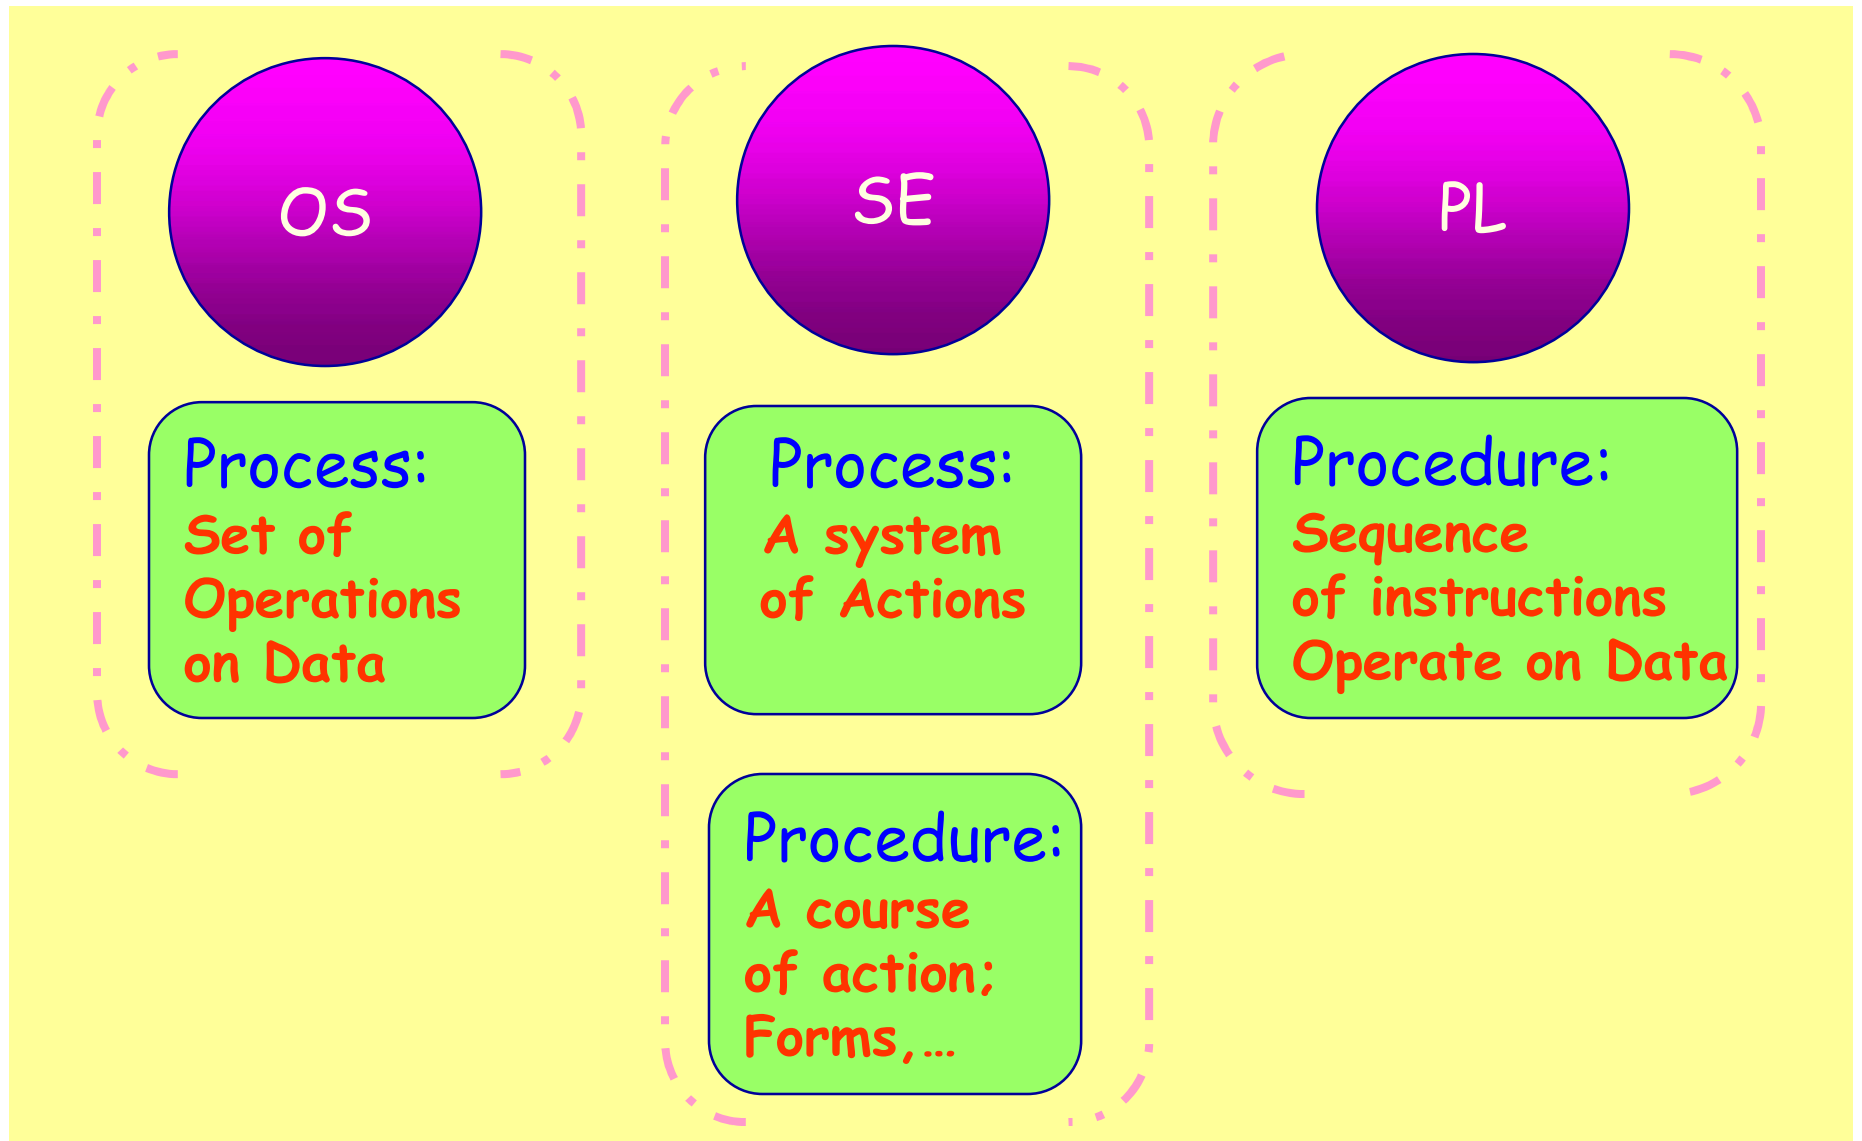 OS
Process:
Set of
Operations
on Data
SE
Process:
A system
of Actions
Procedure:
A course
of action;
Forms,...
PL
Procedure:
Sequence
of instructions
Operate on Data